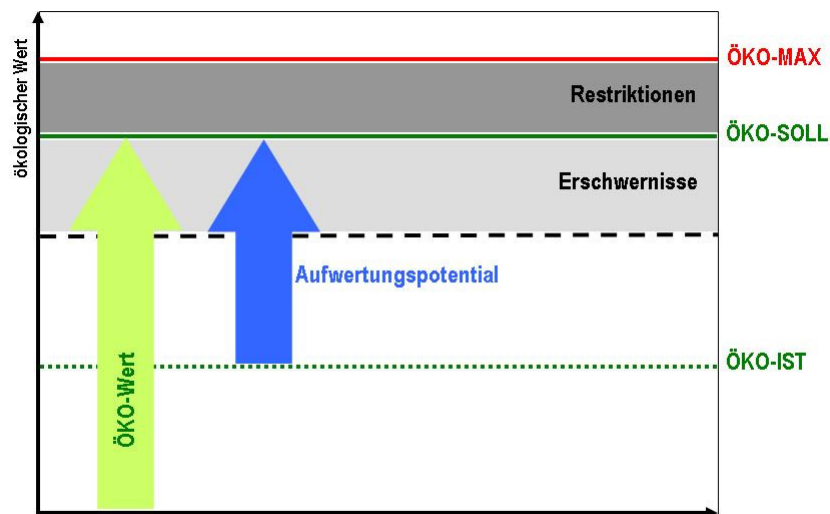 ökologischer Wert
ÖKO-MAX
Restriktionen
ÖKO-SOLL
Erschwernisse
Aufwertungspotential
ÖKO-IST
ÖKO-Wert